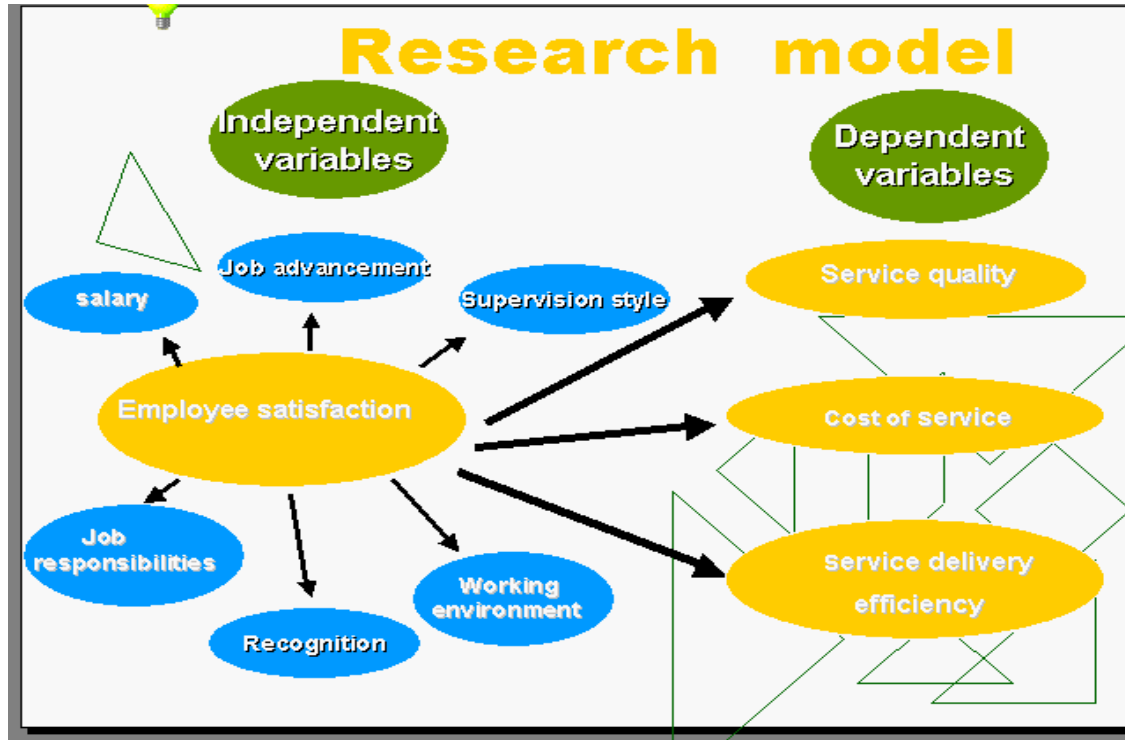 Research model
Independent
variables
Dependent
variables
Job advancement
salary
Supervision style
Service quality
Employee satisfaction
Cost of service
Job
responsibilities
Working
environment
Recognition
Service delivery
efficiency